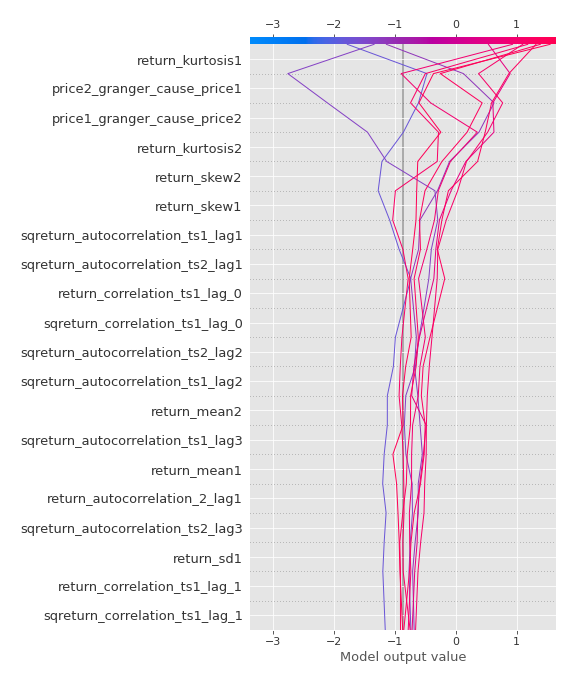 −3 −2 −1 0 1
return_kurtosis1
price2_granger_cause_price1
price1_granger_cause_price2
return_kurtosis2
return_skew2
return_skew1
sqreturn_autocorrelation_ts1_lag1
sqreturn_autocorrelation_ts2_lag1
return_correlation_ts1_lag_0
sqreturn_correlation_ts1_lag_0
sqreturn_autocorrelation_ts2_lag2
sqreturn_autocorrelation_ts1_lag2
return_mean2
sqreturn_autocorrelation_ts1_lag3
return_mean1
return_autocorrelation_2_lag1
sqreturn_autocorrelation_ts2_lag3
return_sd1
return_correlation_ts1_lag_1
sqreturn_correlation_ts1_lag_1
−3 −2 −1 0 1
Model output value